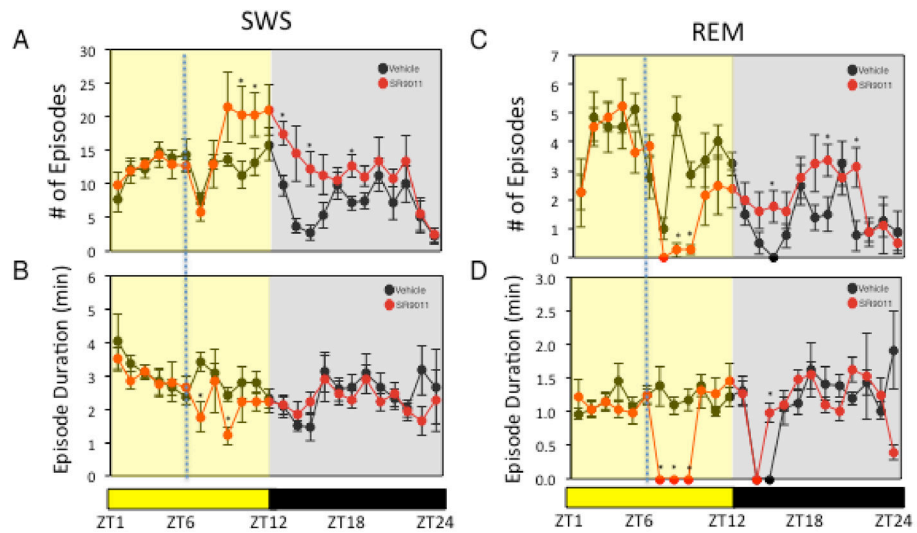 SWS
REM
A
# of Episodes
30
25
20
15
10
5
0
Vehicle
SR9011
*
*
*
*
*
C
# of Episodes
7
6
5
4
3
2
1
0
Vehicle
SR9011
*
*
*
*
*
B
Episode Duration (min)
6
5
4
3
2
1
0
Vehicle
SR9011
*
*
D
Episode Duration (min)
3.0
2.5
2.0
1.5
1.0
0.5
0.0
Vehicle
SR9011
*
*
*
*
ZT1
ZT6
ZT12
ZT18
ZT24
ZT1
ZT6
ZT12
ZT18
ZT24